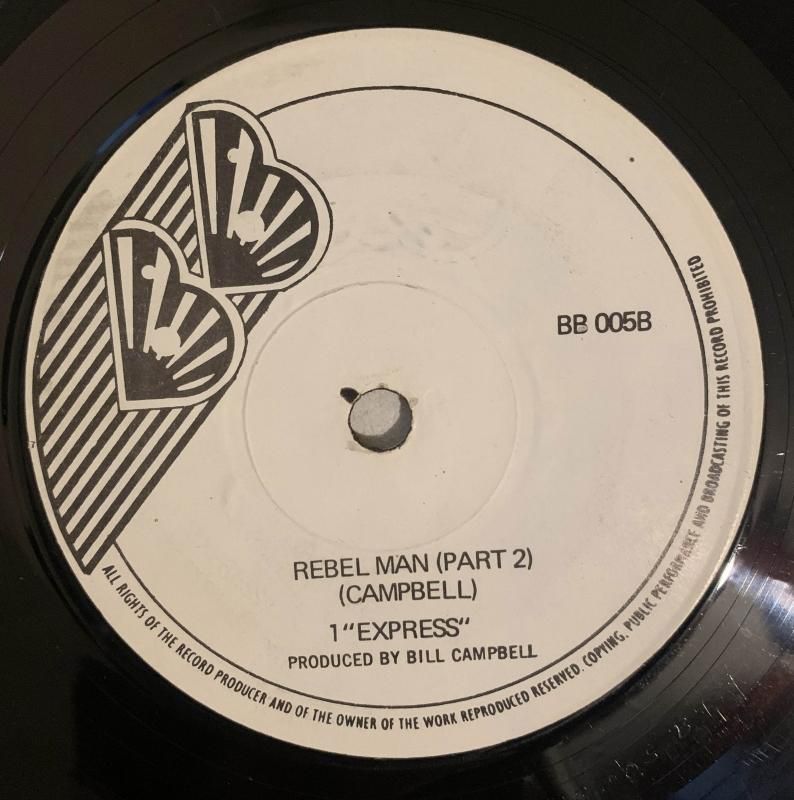 BB 005B
REBEL MAN (PART 2)
(CAMPBELL)
1"EXPRESS"
PRODUCED BY BILL CAMPBELL
ALL RIGHTS OF THE RECORD PRODUCER AND OF THE OWNER OF THE WORK REPRODUCED RESERVED. COPYING, PUBLIC PERFORMANCE AND BROADCASTING OF THIS RECORD PROHIBITED